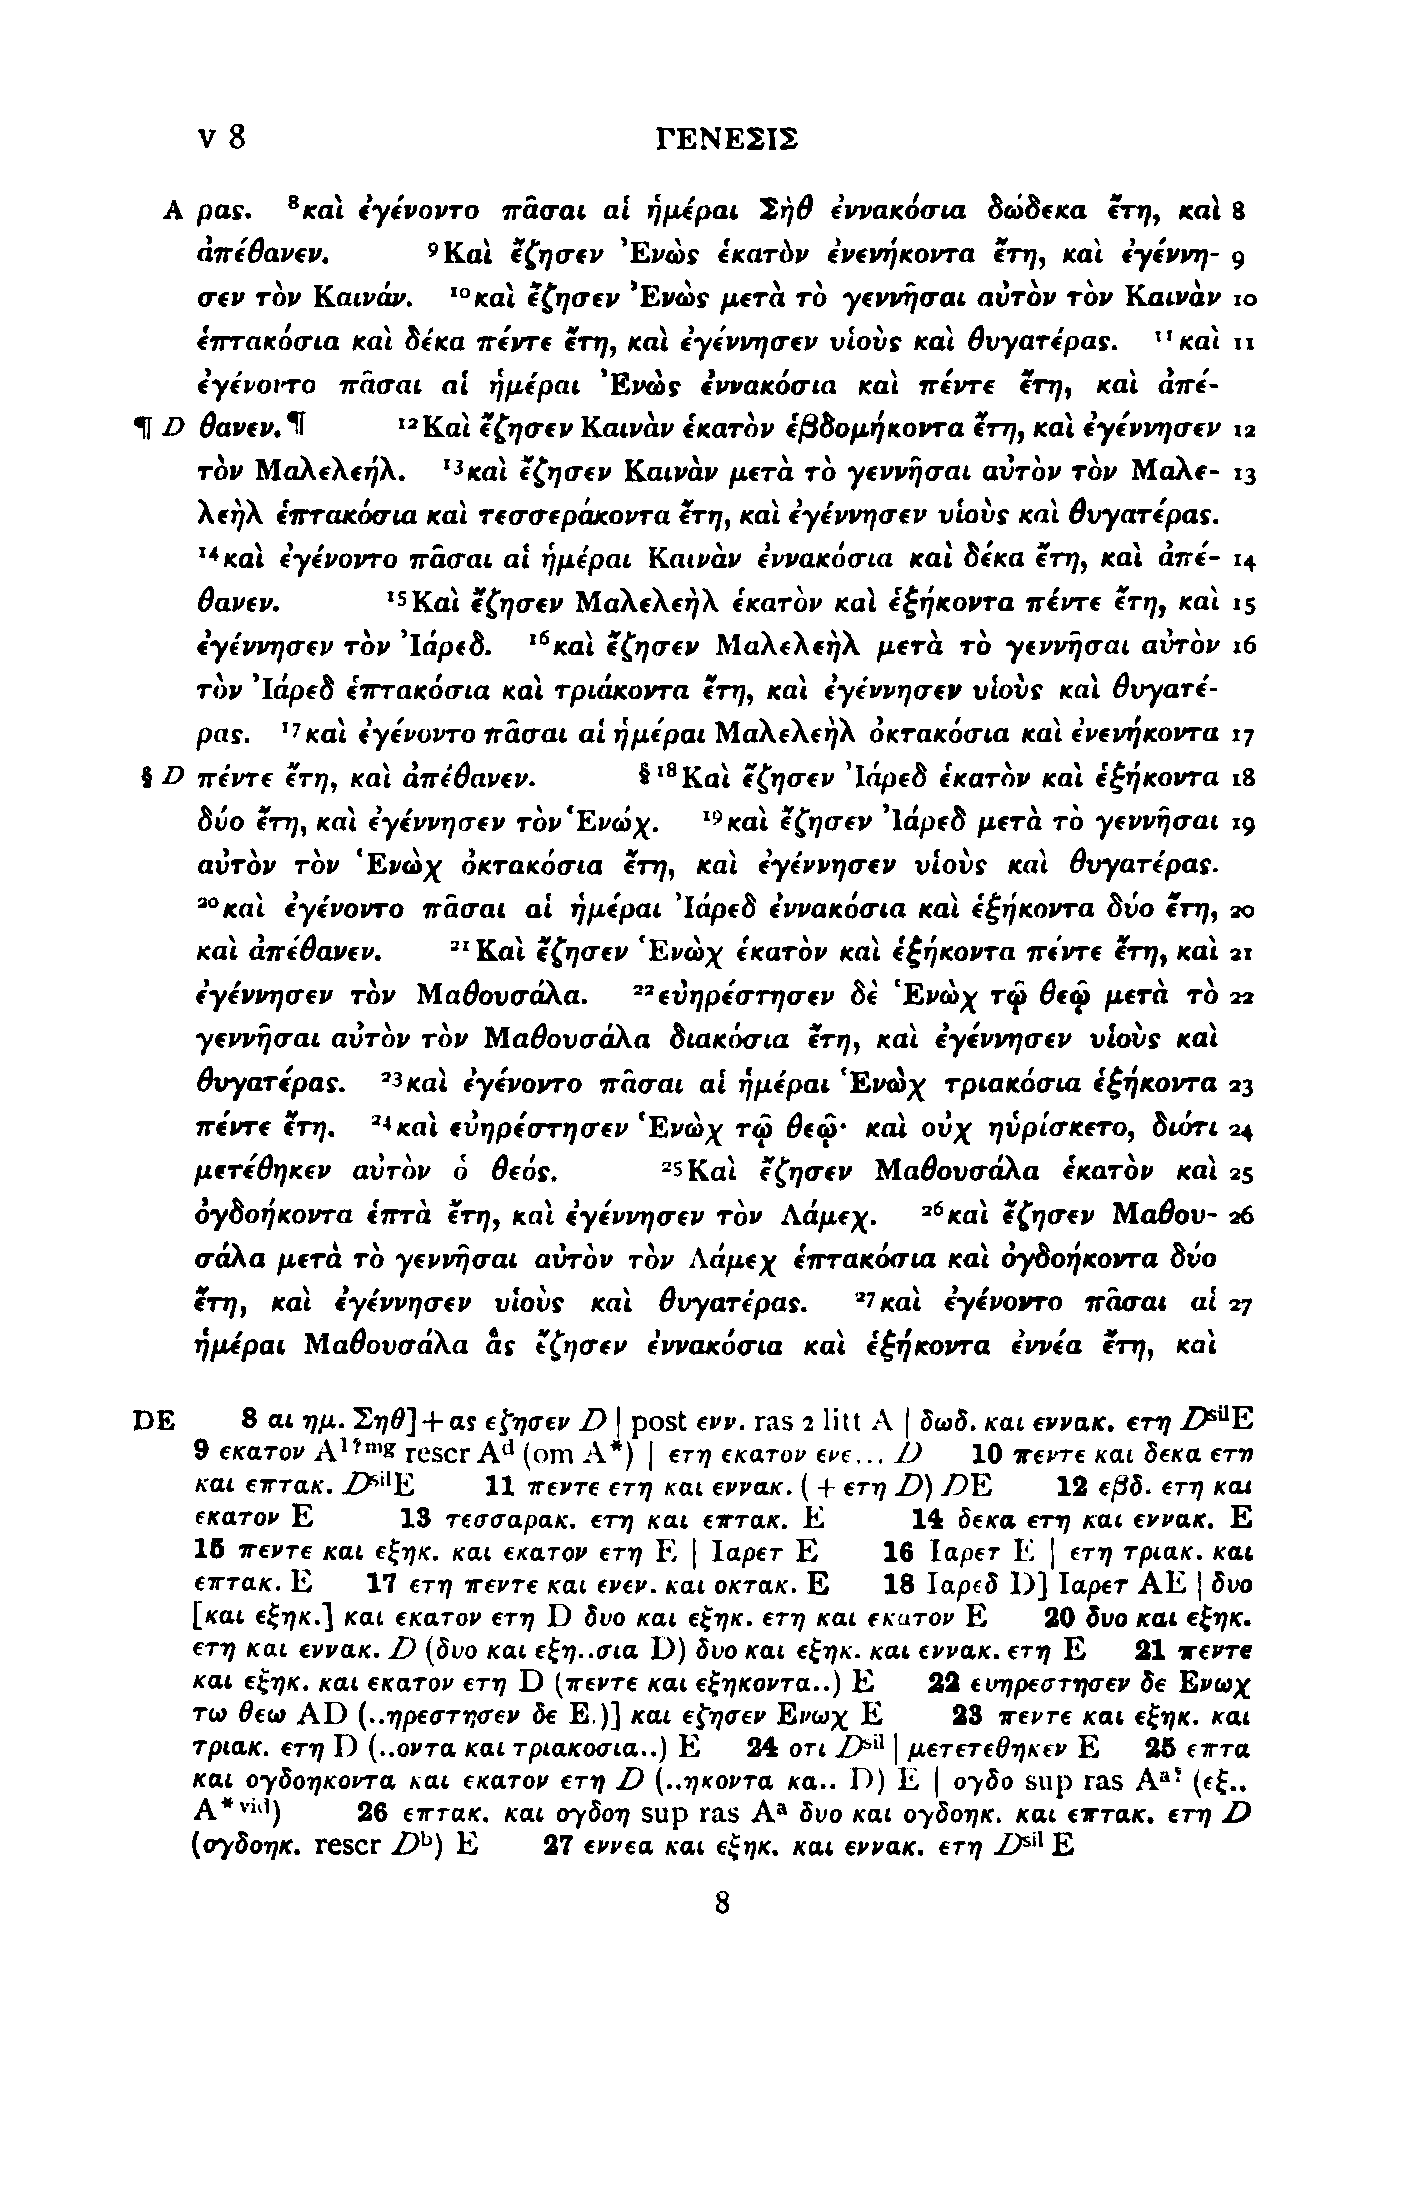 V 8 ΓΕΝΕΣΙΣ
A ρας. ⁸καὶ ἐγένοντο πᾶσαι αἱ ἡμέραι Σὴθ ἐννακόσια δώδεκα ἔτη, καὶ 8
ἀπέθανεν. ⁹Καὶ ἔζησεν Ἐνὼς ἑκατὸν ἐνενήκοντα ἔτη, καὶ ἐγέννη- 9
σεν τὸν Καινάν. ¹⁰καὶ ἔζησεν Ἐνὼς μετὰ τὸ γεννῆσαι αὐτὸν τὸν Καινὰν 10
ἑπτακόσια καὶ δέκα πέντε ἔτη, καὶ ἐγέννησεν υἱοὺς καὶ θυγατέρας. ¹¹καὶ 11
ἐγένοντο πᾶσαι αἱ ἡμέραι Ἐνὼς ἐννακόσια καὶ πέντε ἔτη, καὶ ἀπέ-
¶ D θανεν.¶ ¹²Καὶ ἔζησεν Καινὰν ἑκατὸν ἑβδομήκοντα ἔτη, καὶ ἐγέννησεν 12
τὸν Μαλελεήλ. ¹³καὶ ἔζησεν Καινὰν μετὰ τὸ γεννῆσαι αὐτὸν τὸν Μαλε- 13
λεὴλ ἑπτακόσια καὶ τεσσεράκοντα ἔτη, καὶ ἐγέννησεν υἱοὺς καὶ θυγατέρας.
¹⁴καὶ ἐγένοντο πᾶσαι αἱ ἡμέραι Καινὰν ἐννακόσια καὶ δέκα ἔτη, καὶ ἀπέ- 14
θανεν. ¹⁵Καὶ ἔζησεν Μαλελεὴλ ἑκατὸν καὶ ἑξήκοντα πέντε ἔτη, καὶ 15
ἐγέννησεν τὸν Ἰάρεδ. ¹⁶καὶ ἔζησεν Μαλελεὴλ μετὰ τὸ γεννῆσαι αὐτὸν 16
τὸν Ἰάρεδ ἑπτακόσια καὶ τριάκοντα ἔτη, καὶ ἐγέννησεν υἱοὺς καὶ θυγατέ-
ρας. ¹⁷καὶ ἐγένοντο πᾶσαι αἱ ἡμέραι Μαλελεὴλ ὀκτακόσια καὶ ἐνενήκοντα 17
§ D πέντε ἔτη, καὶ ἀπέθανεν. §¹⁸Καὶ ἔζησεν Ἰάρεδ ἑκατὸν καὶ ἑξήκοντα 18
δύο ἔτη, καὶ ἐγέννησεν τὸν Ἑνώχ. ¹⁹καὶ ἔζησεν Ἰάρεδ μετὰ τὸ γεννῆσαι 19
αὐτὸν τὸν Ἑνὼχ ὀκτακόσια ἔτη, καὶ ἐγέννησεν υἱοὺς καὶ θυγατέρας.
²⁰καὶ ἐγένοντο πᾶσαι αἱ ἡμέραι Ἰάρεδ ἐννακόσια καὶ ἑξήκοντα δύο ἔτη, 20
καὶ ἀπέθανεν. ²¹Καὶ ἔζησεν Ἑνὼχ ἑκατὸν καὶ ἑξήκοντα πέντε ἔτη, καὶ 21
ἐγέννησεν τὸν Μαθουσάλα. ²²εὐηρέστησεν δὲ Ἑνὼχ τῷ θεῷ μετὰ τὸ 22
γεννῆσαι αὐτὸν τὸν Μαθουσάλα διακόσια ἔτη, καὶ ἐγέννησεν υἱοὺς καὶ
θυγατέρας. ²³καὶ ἐγένοντο πᾶσαι αἱ ἡμέραι Ἑνὼχ τριακόσια ἑξήκοντα 23
πέντε ἔτη. ²⁴καὶ εὐηρέστησεν Ἑνὼχ τῷ θεῷ· καὶ οὐχ ηὑρίσκετο, διότι 24
μετέθηκεν αὐτὸν ὁ θεός. ²⁵Καὶ ἔζησεν Μαθουσάλα ἑκατὸν καὶ 25
ὀγδοήκοντα ἑπτὰ ἔτη, καὶ ἐγέννησεν τὸν Λάμεχ. ²⁶καὶ ἔζησεν Μαθου- 26
σάλα μετὰ τὸ γεννῆσαι αὐτὸν τὸν Λάμεχ ἑπτακόσια καὶ ὀγδοήκοντα δύο
ἔτη, καὶ ἐγέννησεν υἱοὺς καὶ θυγατέρας. ²⁷καὶ ἐγένοντο πᾶσαι αἱ 27
ἡμέραι Μαθουσάλα ἃς ἔζησεν ἐννακόσια καὶ ἑξήκοντα ἐννέα ἔτη, καὶ
DE 8 αι ημ. Σηθ]+ας εζησεν D | post ενν. ras 2 litt A | δωδ. και εννακ. ετη Dˢⁱˡ E
9 εκατον A¹ˀᵐᵍ rescr Aᵈ (om A*) | ετη εκατον ενε... D 10 πεντε και δεκα ετη
και επτακ. Dˢⁱˡ E 11 πεντε ετη και εννακ. (+ ετη D) DE 12 εβδ. ετη και
εκατον E 13 τεσσαρακ. ετη και επτακ. E 14 δεκα ετη και εννακ. E
15 πεντε και εξηκ. και εκατον ετη E | Ιαρετ E 16 Ιαρετ E | ετη τριακ. και
επτακ. E 17 ετη πεντε και ενεν. και οκτακ. E 18 Ιαρεδ D] Ιαρετ AE | δυο
[και εξηκ.] και εκατον ετη D δυο και εξηκ. ετη και εκατον E 20 δυο και εξηκ.
ετη και εννακ. D (δυο και εξη..σια D) δυο και εξηκ. και εννακ. ετη E 21 πεντε
και εξηκ. και εκατον ετη D (πεντε και εξηκοντα..) E 22 ευηρεστησεν δε Ενωχ
τω θεω AD (..ηρεστησεν δε Ε.)] και εζησεν Ενωχ E 23 πεντε και εξηκ. και
τριακ. ετη D (..οντα και τριακοσια..) E 24 οτι Dˢⁱˡ | μετετεθηκεν E 25 επτα
και ογδοηκοντα και εκατον ετη D (..ηκοντα κα.. D) E | ογδο sup ras Aᵃˀ (εξ..
A* ᵛⁱᵈ) 26 επτακ. και ογδοη sup ras Aᵃ δυο και ογδοηκ. και επτακ. ετη D
(ογδοηκ. rescr Dᵇ) E 27 εννεα και εξηκ. και εννακ. ετη Dˢⁱˡ E
8